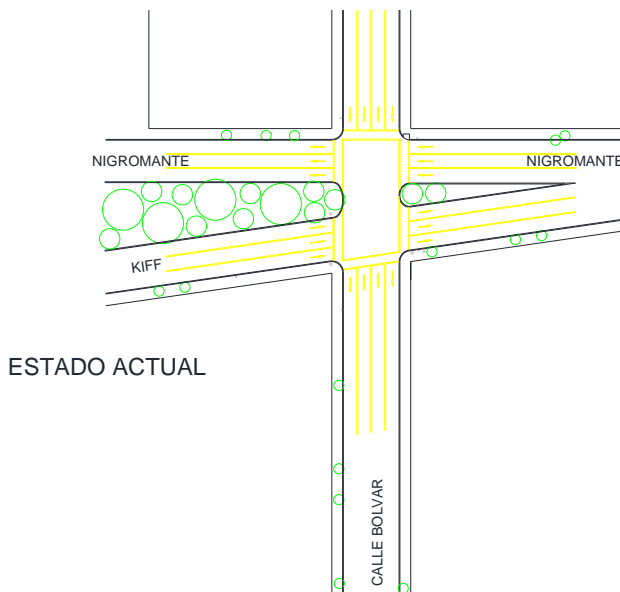 NIGROMANTE
NIGROMANTE
KIFF
ESTADO ACTUAL
CALLE BOLVAR